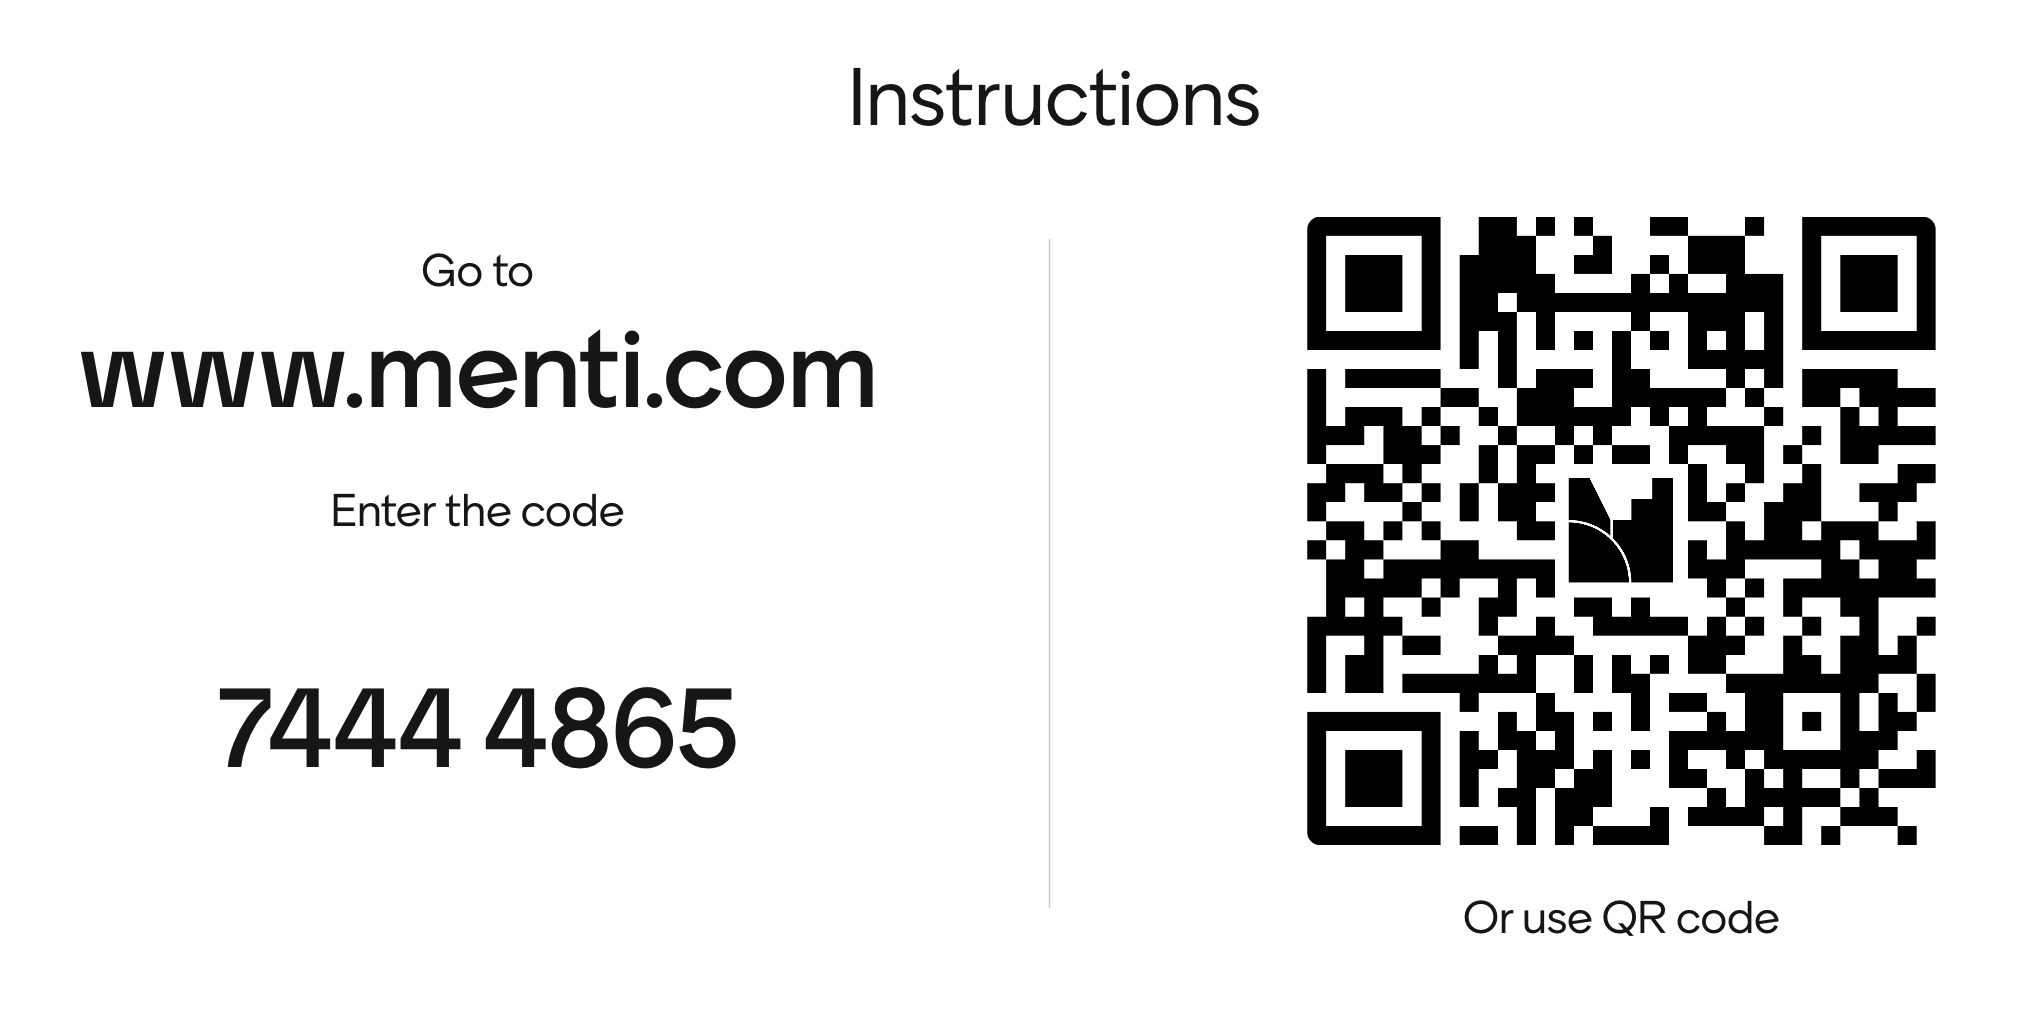 Instructions
Go to
www.menti.com
Enter the code
7444 4865
Or use QR code